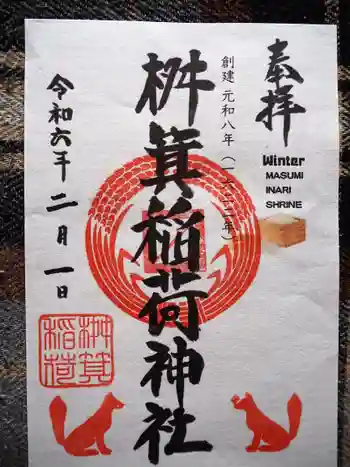 奉拝
創建 元和八年(一六二二年)
Winter
MASUMI
INARI
SHRINE
枡箕稲荷神社
令和六年 二月 一日
枡箕
稲荷